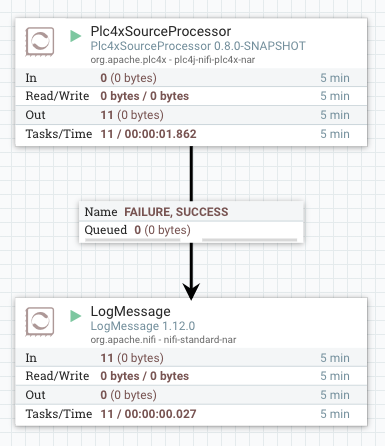 Plc4xSourceProcessor
Plc4xSourceProcessor 0.8.0-SNAPSHOT
org.apache.plc4x - plc4j-nifi-plc4x-nar
In 0 (0 bytes) 5 min
Read/Write 0 bytes / 0 bytes 5 min
Out 11 (0 bytes) 5 min
Tasks/Time 11 / 00:00:01.862 5 min
Name FAILURE, SUCCESS
Queued 0 (0 bytes)
LogMessage
LogMessage 1.12.0
org.apache.nifi - nifi-standard-nar
In 11 (0 bytes) 5 min
Read/Write 0 bytes / 0 bytes 5 min
Out 0 (0 bytes) 5 min
Tasks/Time 11 / 00:00:00.027 5 min